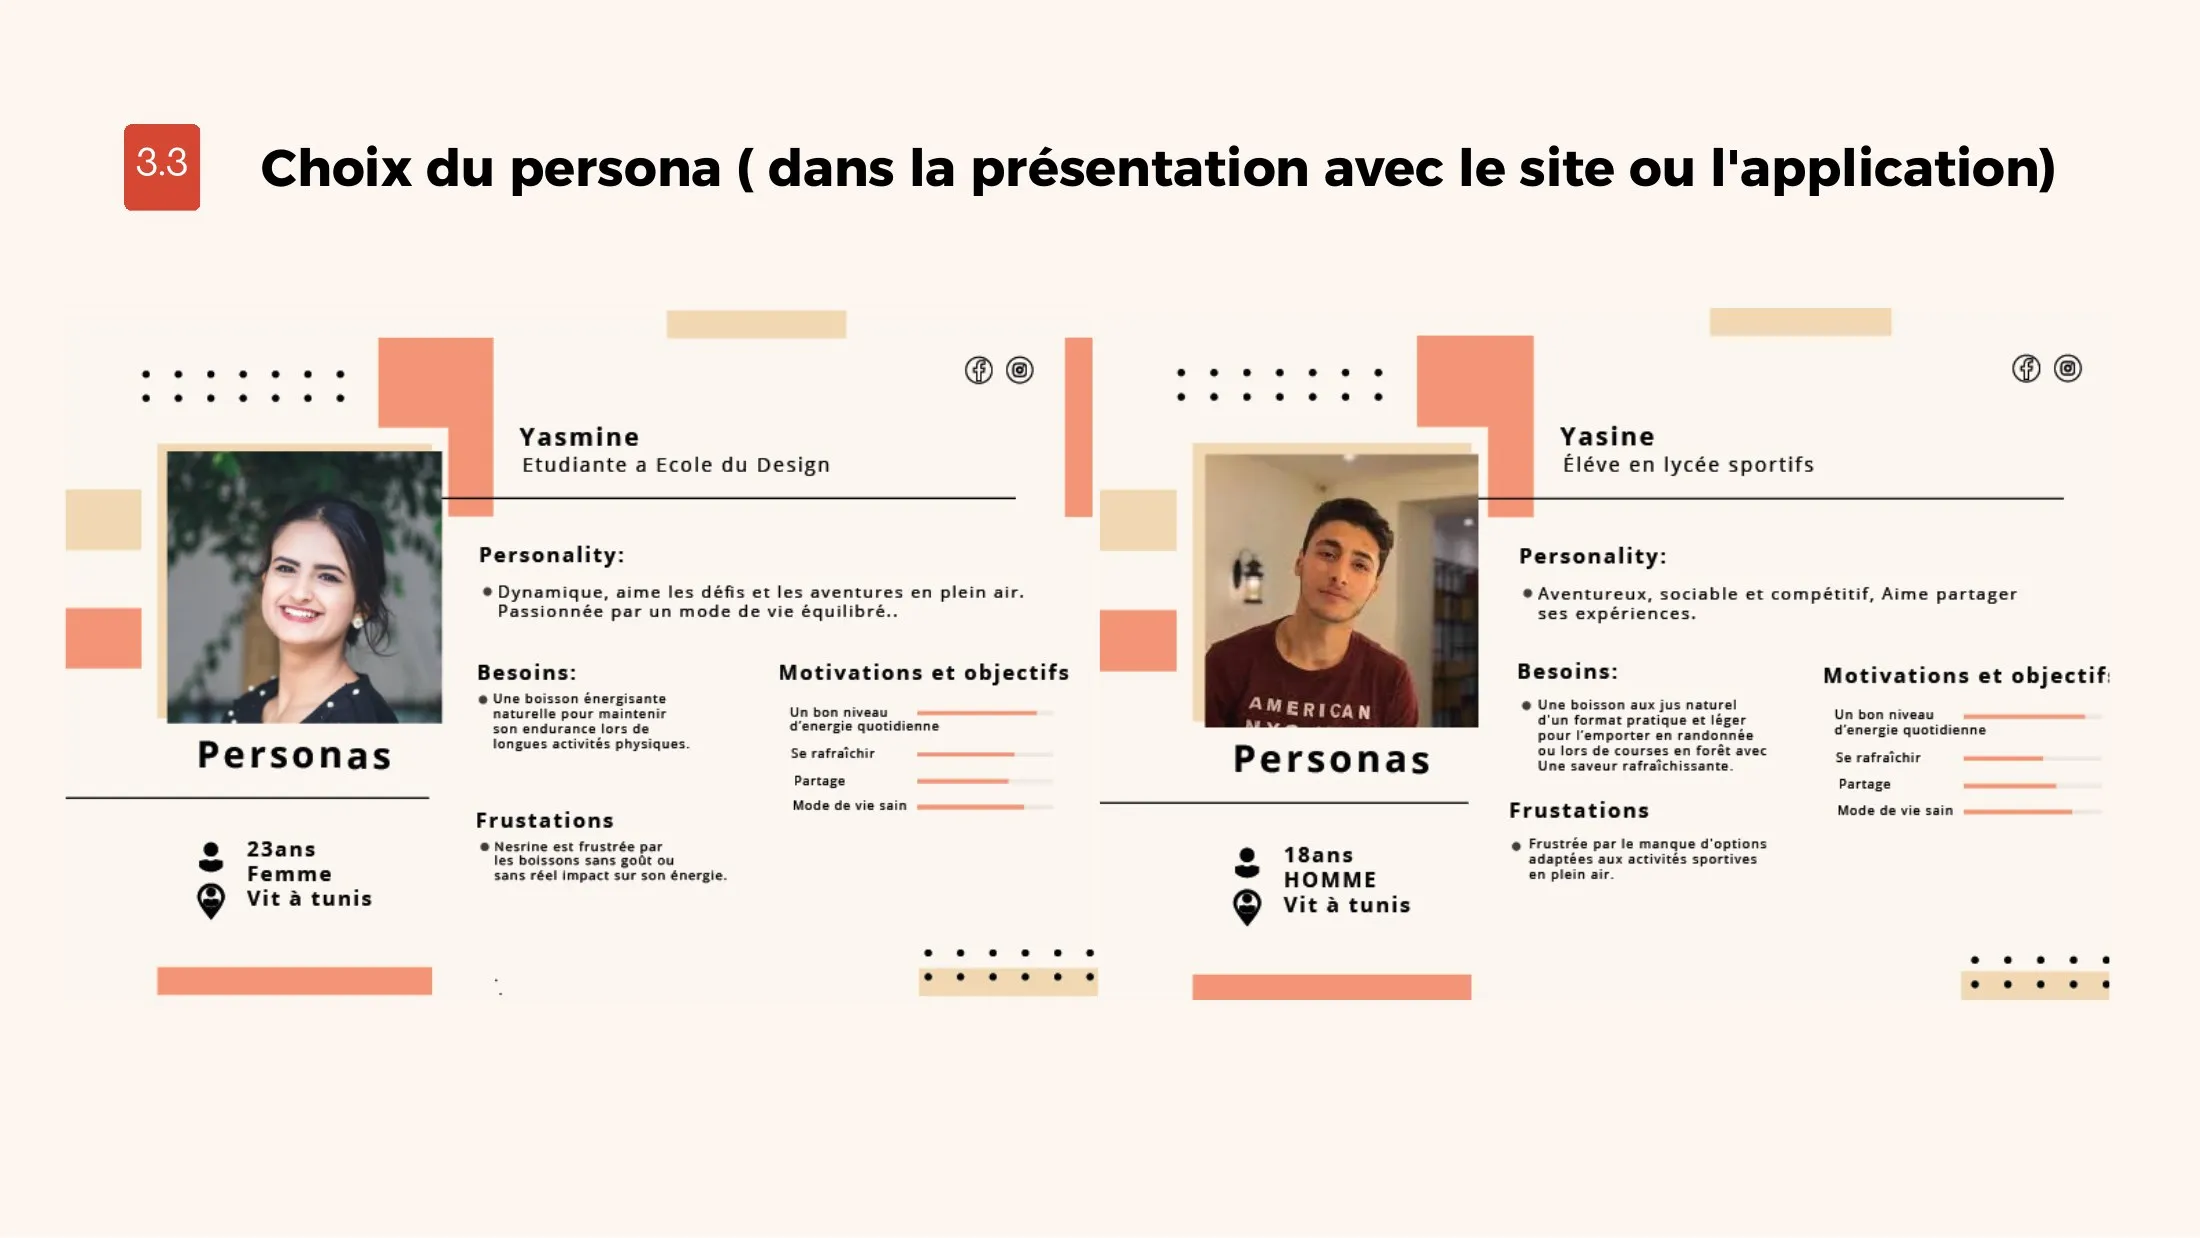 3.3
Choix du persona ( dans la présentation avec le site ou l'application)
Yasmine
Etudiante a Ecole du Design
Personality:
Dynamique, aime les défis et les aventures en plein air.
Passionnée par un mode de vie équilibré..
Besoins:
Une boisson énergisante
naturelle pour maintenir
son endurance lors de
longues activités physiques.
Motivations et objectifs
Un bon niveau
d'energie quotidienne
Se rafraîchir
Partage
Mode de vie sain
Frustations
Nesrine est frustrée par
les boissons sans goût ou
sans réel impact sur son énergie.
Personas
23ans
Femme
Vit à tunis
Yasine
Éléve en lycée sportifs
Personality:
Aventureux, sociable et compétitif, Aime partager
ses expériences.
Besoins:
Une boisson aux jus naturel
d'un format pratique et léger
pour l'emporter en randonnée
ou lors de courses en forêt avec
Une saveur rafraîchissante.
Motivations et objectifs
Un bon niveau
d'energie quotidienne
Se rafraîchir
Partage
Mode de vie sain
Frustations
Frustrée par le manque d'options
adaptées aux activités sportives
en plein air.
AMERICAN
Personas
18ans
HOMME
Vit à tunis